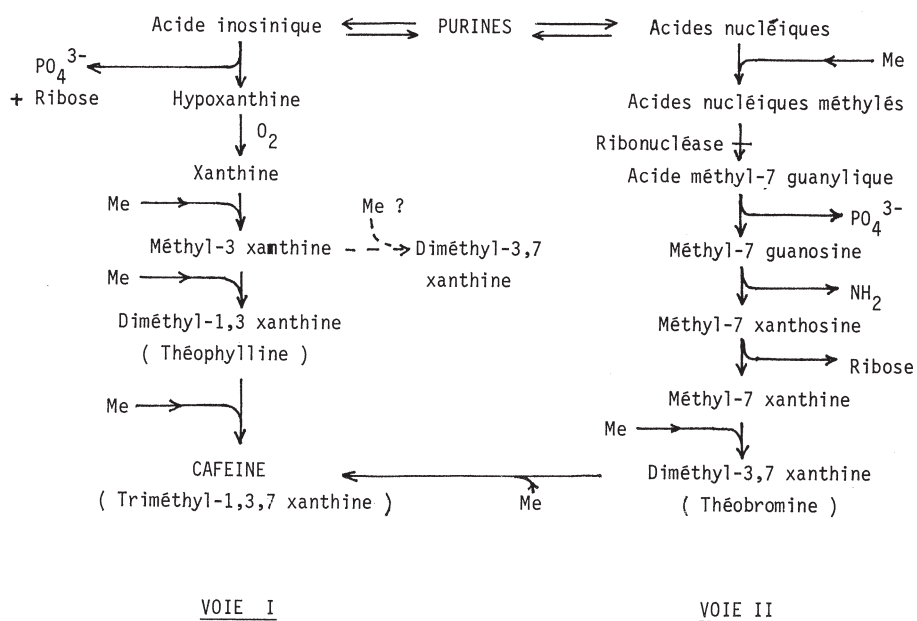 Acide inosinique
PURINES
Acides nucléiques
PO4 3-
+ Ribose
Me
Hypoxanthine
Acides nucléiques méthylés
O2
Ribonucléase
Xanthine
Acide méthyl-7 guanylique
Me
Me ?
PO4 3-
Méthyl-3 xanthine
Diméthyl-3,7
xanthine
Méthyl-7 guanosine
Me
NH2
Diméthyl-1,3 xanthine
( Théophylline )
Méthyl-7 xanthosine
Ribose
Méthyl-7 xanthine
Me
Me
CAFEINE
( Triméthyl-1,3,7 xanthine )
Me
Diméthyl-3,7 xanthine
( Théobromine )
VOIE I
VOIE II